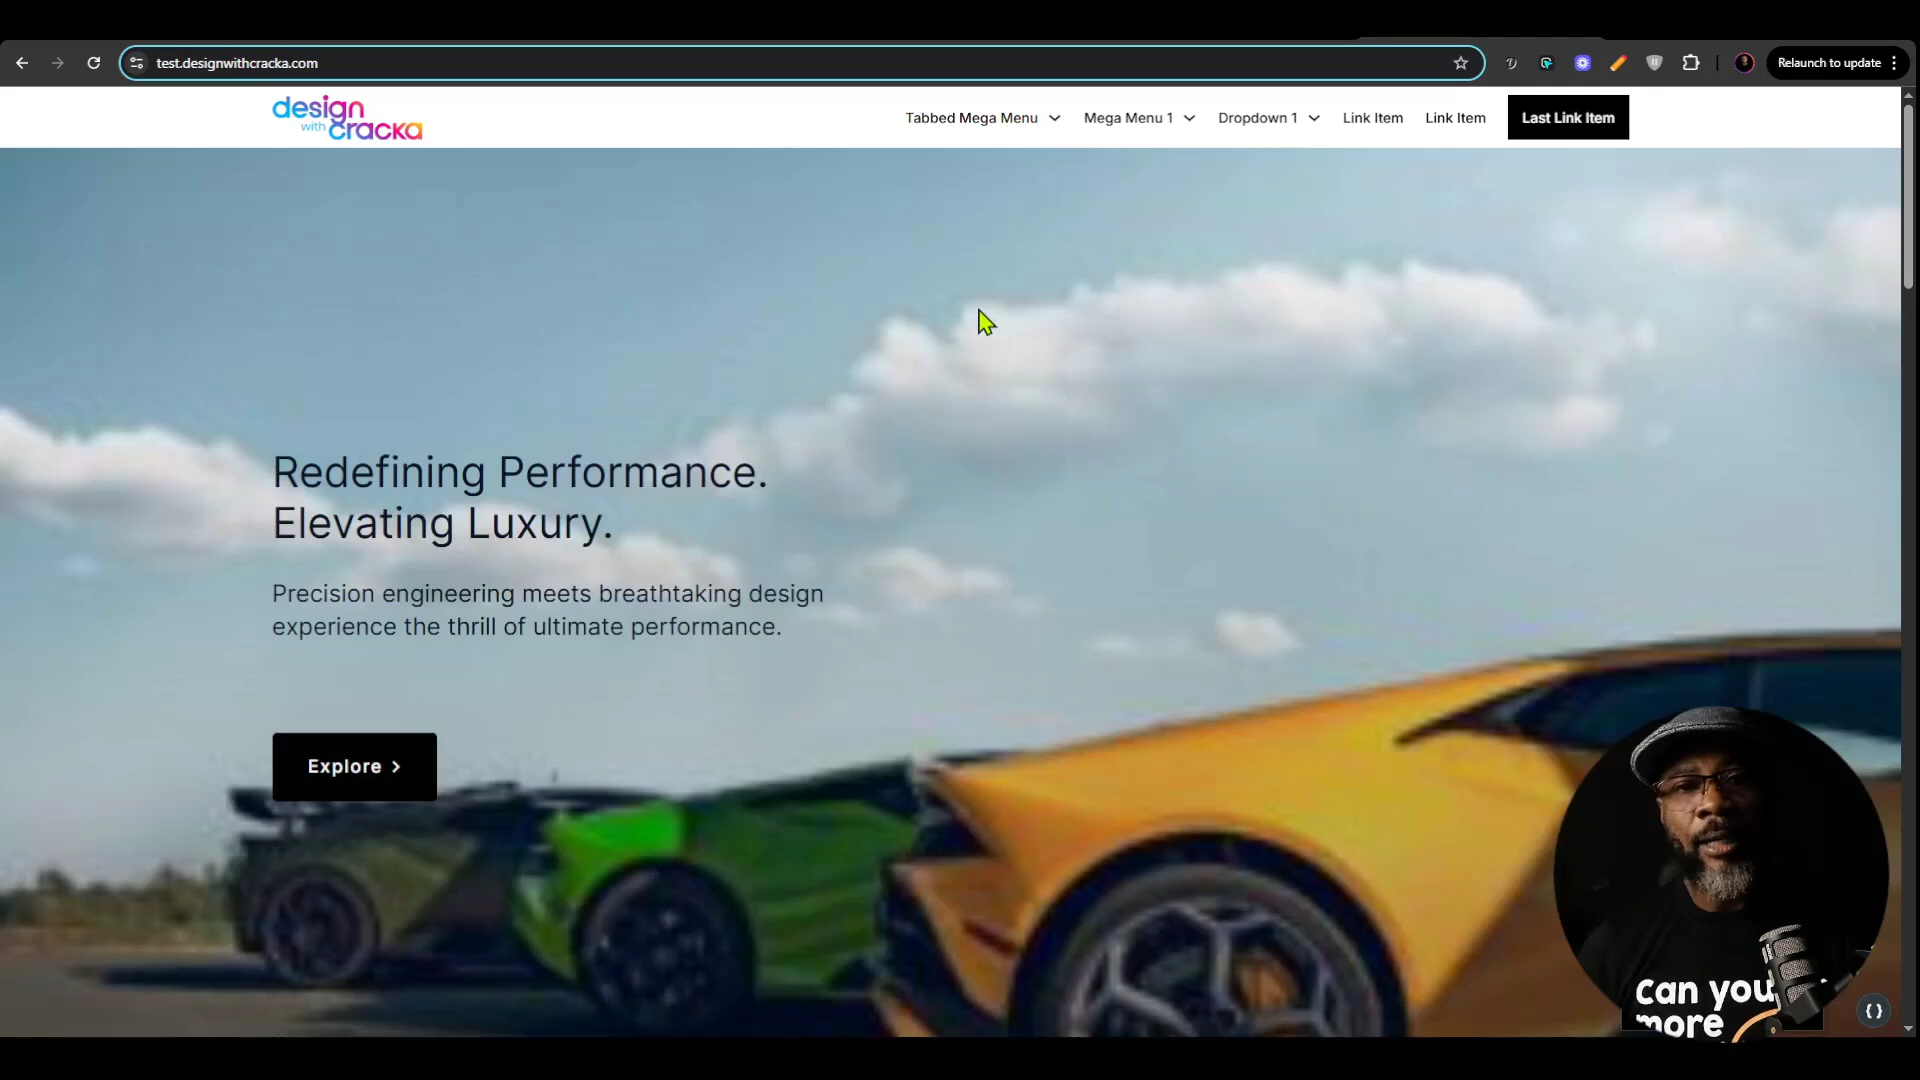 test.designwithcracka.com
Relaunch to update
design
with cracka
Tabbed Mega Menu
Mega Menu 1
Dropdown 1
Link Item
Link Item
Last Link Item
Redefining Performance.
Elevating Luxury.
Precision engineering meets breathtaking design
experience the thrill of ultimate performance.
Explore >
Can you
more